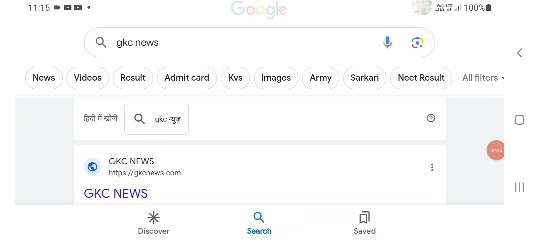 11:15 100%
Google
gkc news
News Videos Result Admit card Kvs Images Army Sarkari Neet Result All filters
हिंदी में खोजें gkc न्यूज़
GKC NEWS
https://gkcnews.com
GKC NEWS
Discover Search Saved